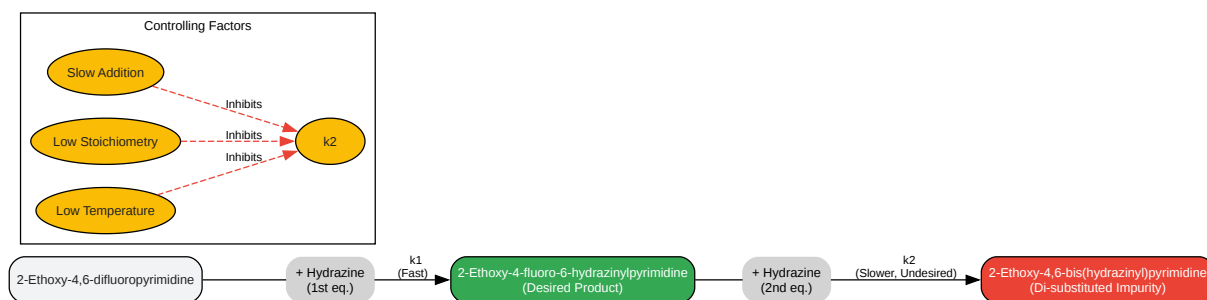 Controlling Factors
Slow Addition
Inhibits
Low Stoichiometry
Inhibits
k2
Inhibits
Low Temperature
2-Ethoxy-4,6-difluoropyrimidine
+ Hydrazine
(1st eq.)
k1
(Fast)
2-Ethoxy-4-fluoro-6-hydrazinylpyrimidine
(Desired Product)
+ Hydrazine
(2nd eq.)
k2
(Slower, Undesired)
2-Ethoxy-4,6-bis(hydrazinyl)pyrimidine
(Di-substituted Impurity)